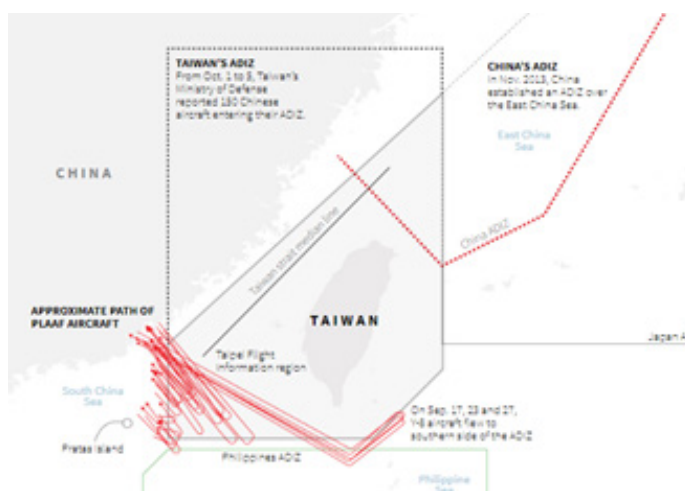 TAIWAN'S ADIZ
From Oct. 1 to 5, Taiwan's
Ministry of Defense
reported 150 Chinese
aircraft entering their ADIZ.
CHINA'S ADIZ
In Nov. 2013, China
established an ADIZ over
the East China Sea.
East China
Sea
CHINA
Taiwan strait median line
China ADIZ
APPROXIMATE PATH OF
PLAAF AIRCRAFT
TAIWAN
Japan A
Taipei Flight
information region
South China
Sea
On Sep. 17, 23 and 27,
Y-8 aircraft flew to
southern side of the ADIZ
Pratas Island
Philippines ADIZ
Philippine
Sea